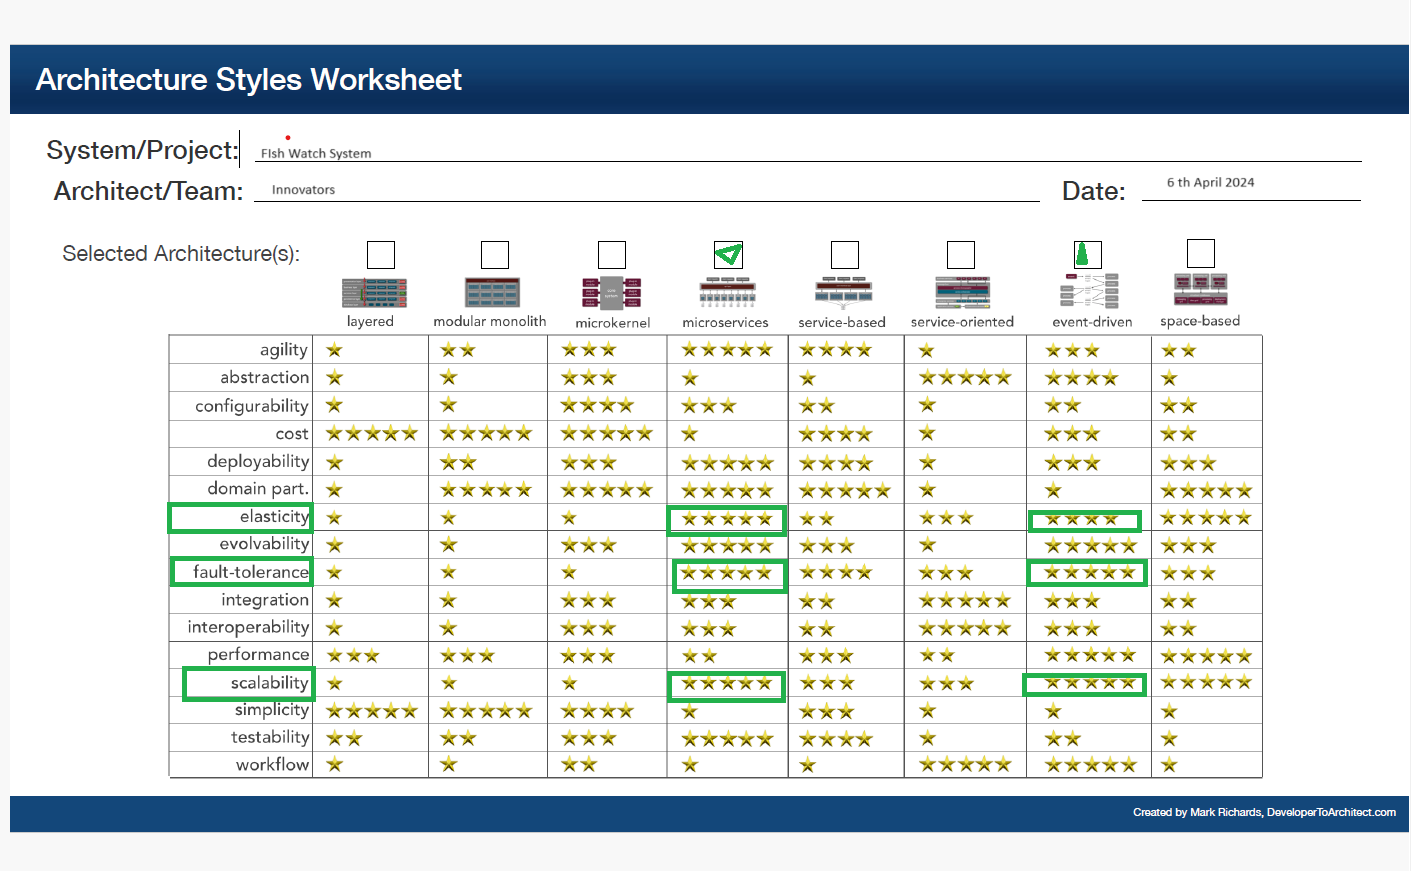 Architecture Styles Worksheet
System/Project: FIsh Watch System
Architect/Team: Innovators Date: 6 th April 2024
Selected Architecture(s):
layered modular monolith microkernel microservices service-based service-oriented event-driven space-based
agility
abstraction
configurability
cost
deployability
domain part.
elasticity
evolvability
fault-tolerance
integration
interoperability
performance
scalability
simplicity
testability
workflow
Created by Mark Richards, DeveloperToArchitect.com